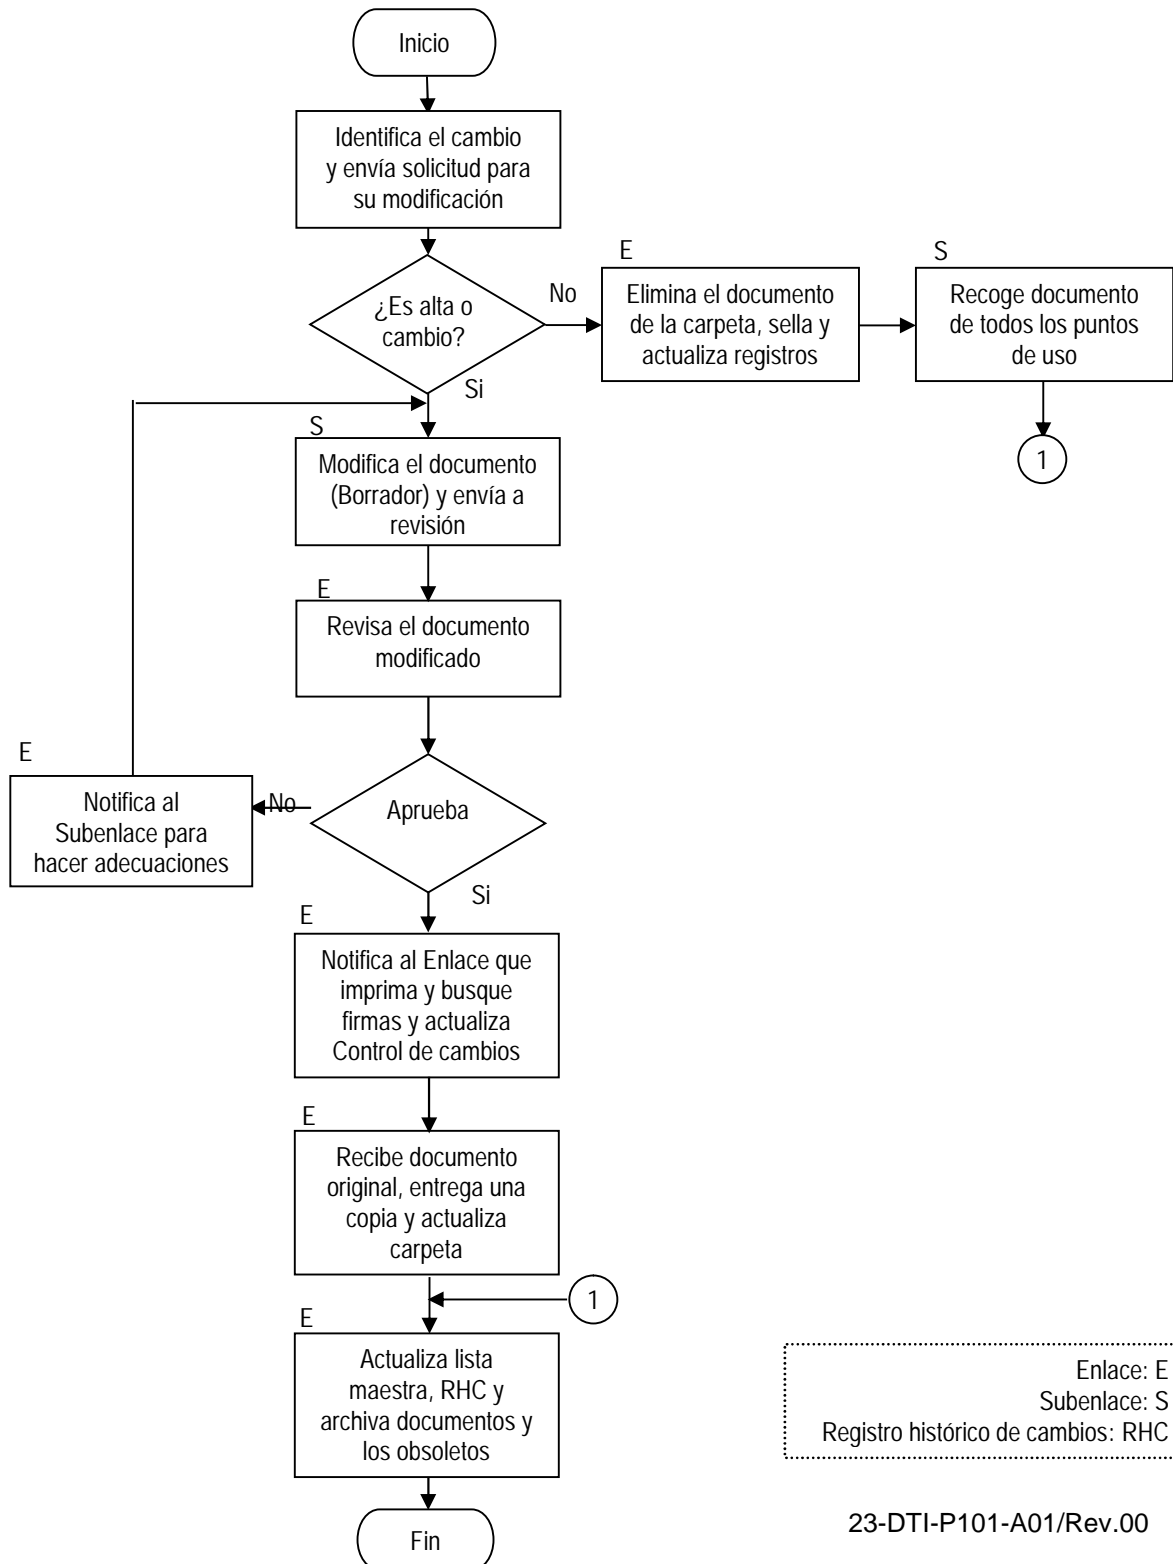 Inicio
Identifica el cambio
y envía solicitud para
su modificación
¿Es alta o
cambio?
No
Si
E
Elimina el documento
de la carpeta, sella y
actualiza registros
S
Recoge documento
de todos los puntos
de uso
1
S
Modifica el documento
(Borrador) y envía a
revisión
E
Revisa el documento
modificado
Aprueba
No
Si
E
Notifica al
Subenlace para
hacer adecuaciones
E
Notifica al Enlace que
imprima y busque
firmas y actualiza
Control de cambios
E
Recibe documento
original, entrega una
copia y actualiza
carpeta
1
E
Actualiza lista
maestra, RHC y
archiva documentos y
los obsoletos
Fin
Enlace: E
Subenlace: S
Registro histórico de cambios: RHC
23-DTI-P101-A01/Rev.00